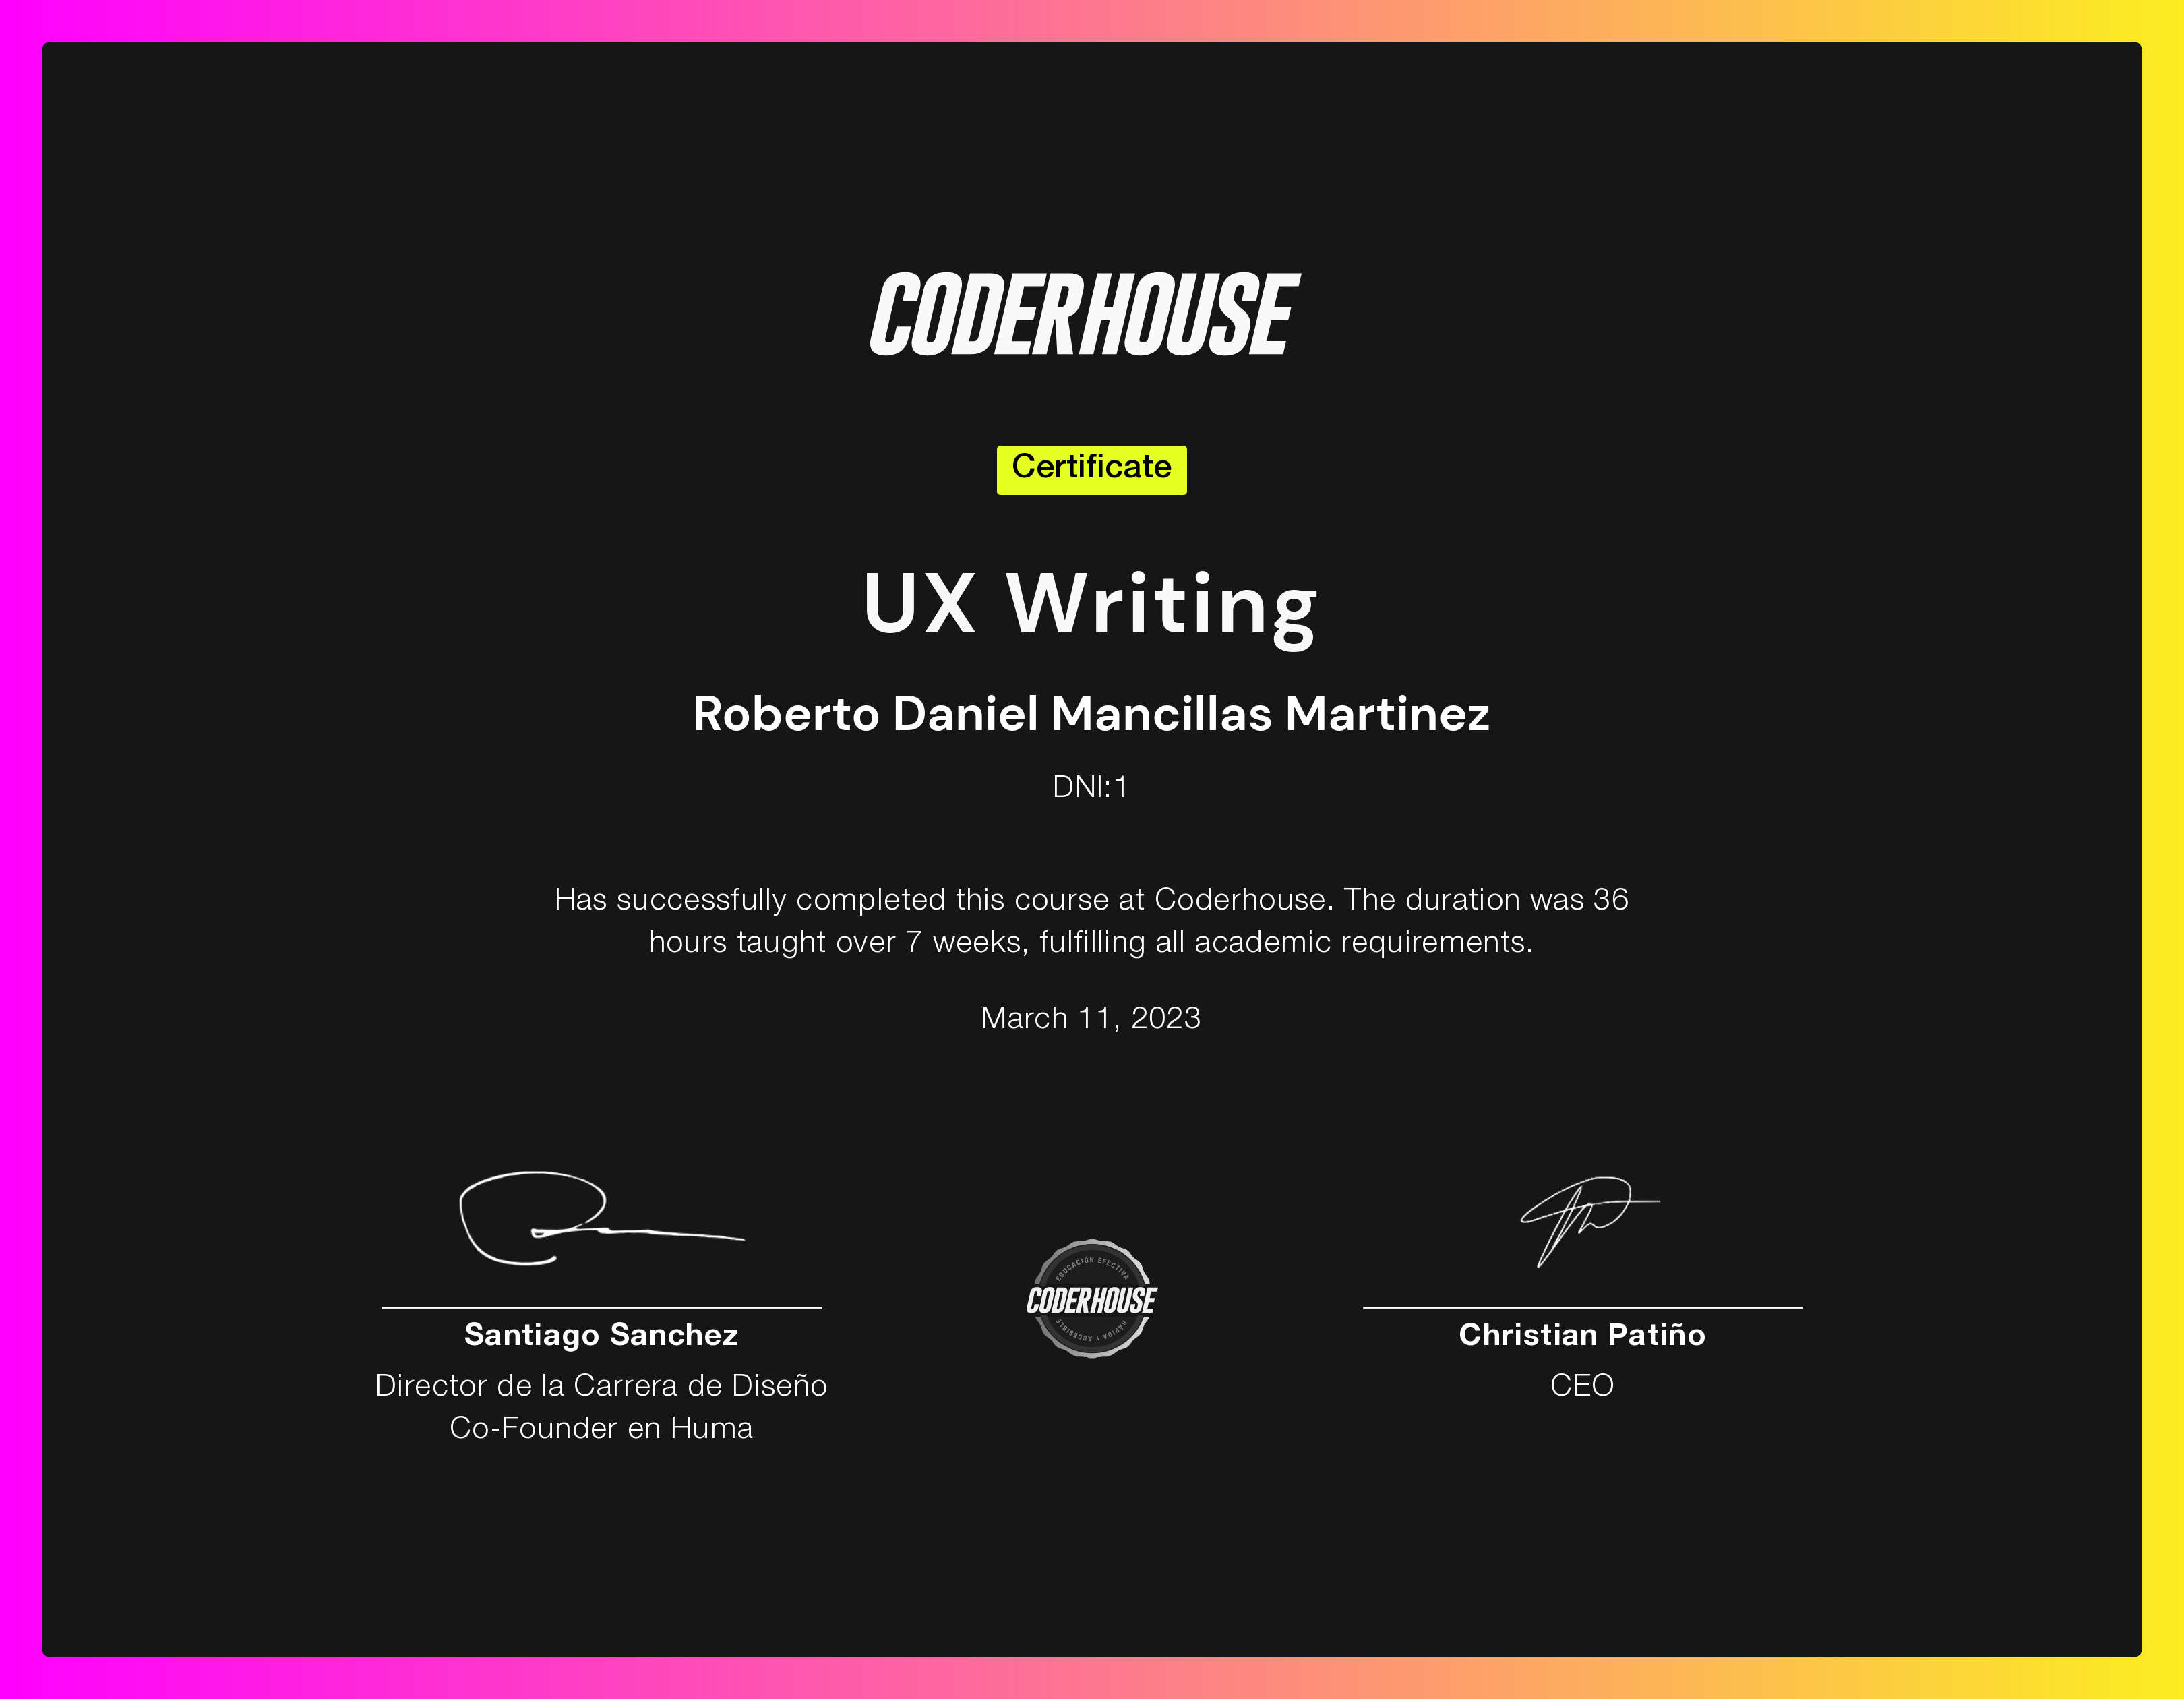 CODERHOUSE
Certificate
UX Writing
Roberto Daniel Mancillas Martinez
DNI:1
Has successfully completed this course at Coderhouse. The duration was 36
hours taught over 7 weeks, fulfilling all academic requirements.
March 11, 2023
Santiago Sanchez
Director de la Carrera de Diseño
Co-Founder en Huma
EDUCACIÓN EFECTIVA
CODERHOUSE
RÁPIDA Y ACCESIBLE
Christian Patiño
CEO